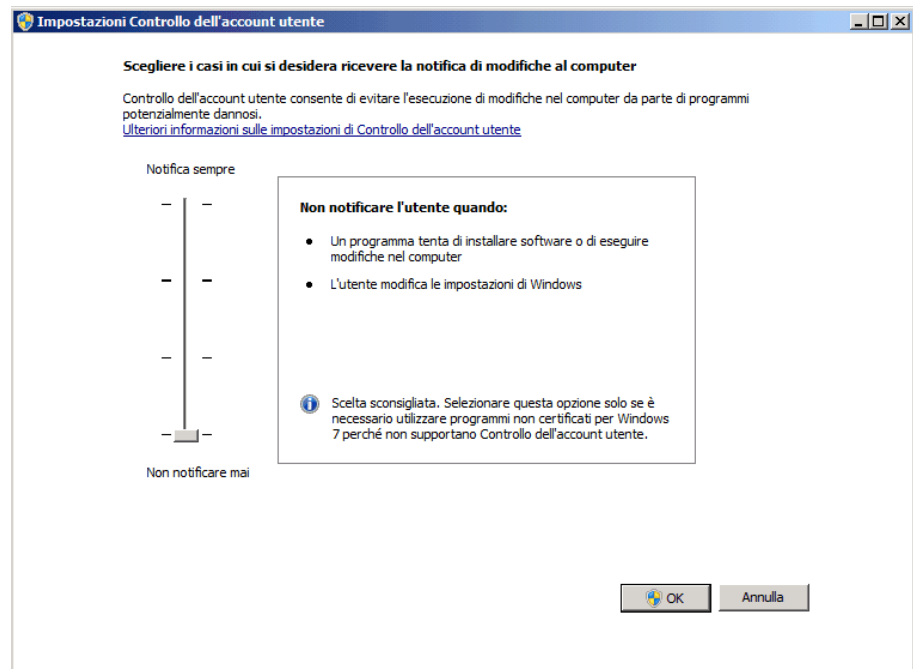 Impostazioni Controllo dell'account utente
Scegliere i casi in cui si desidera ricevere la notifica di modifiche al computer
Controllo dell'account utente consente di evitare l'esecuzione di modifiche nel computer da parte di programmi
potenzialmente dannosi.
Ulteriori informazioni sulle impostazioni di Controllo dell'account utente
Notifica sempre
Non notificare l'utente quando:
Un programma tenta di installare software o di eseguire
modifiche nel computer
L'utente modifica le impostazioni di Windows
Scelta sconsigliata. Selezionare questa opzione solo se è
necessario utilizzare programmi non certificati per Windows
7 perché non supportano Controllo dell'account utente.
Non notificare mai
OK
Annulla